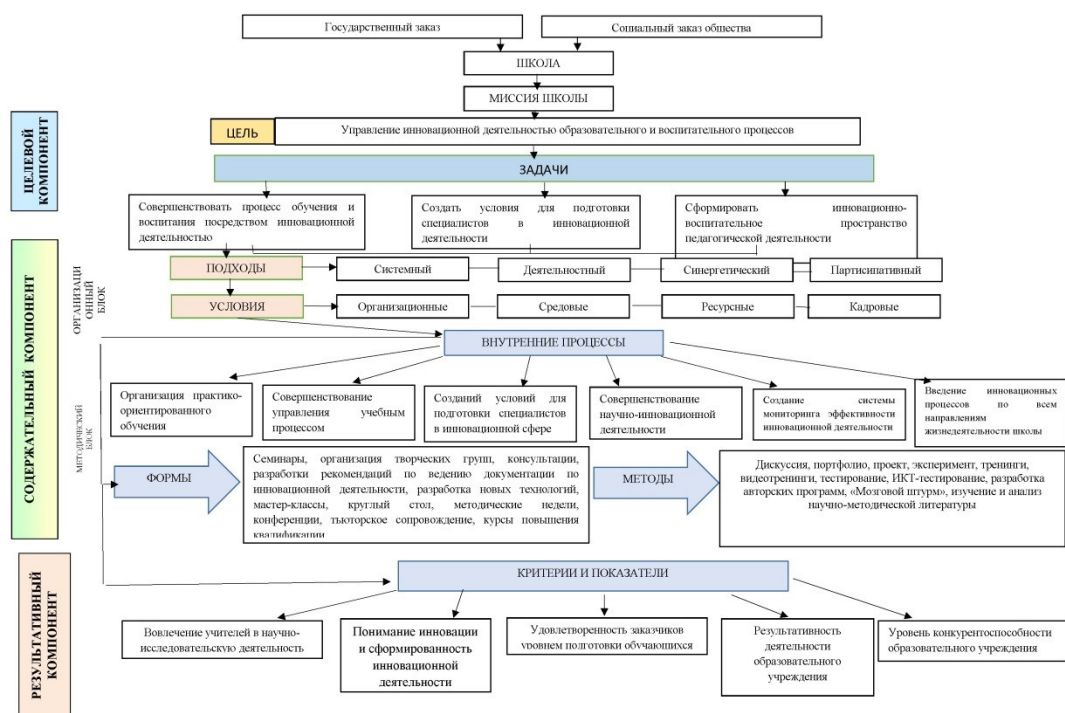 Государственный заказ
Социальный заказ общества
ШКОЛА
МИССИЯ ШКОЛЫ
ЦЕЛЕВОЙ
КОМПОНЕНТ
ЦЕЛЬ
Управление инновационной деятельностью образовательного и воспитательного процессов
ЗАДАЧИ
Совершенствовать процесс обучения и
воспитания посредством инновационной
деятельностью
Создать условия для подготовки
специалистов в инновационной
деятельности
Сформировать инновационно-
воспитательное пространство
педагогической деятельности
СОДЕРЖАТЕЛЬНЫЙ КОМПОНЕНТ
ОРГАНИЗАЦИ
ОННЫЙ
БЛОК
ПОДХОДЫ
Системный
Деятельностный
Синергетический
Партисипативный
УСЛОВИЯ
Организационные
Средовые
Ресурсные
Кадровые
ВНУТРЕННИЕ ПРОЦЕССЫ
МЕТОДИЧЕСКИЙ
БЛОК
Организация практико-
ориентированного
обучения
Совершенствование
управления учебным
процессом
Созданий условий для
подготовки специалистов
в инновационной сфере
Совершенствование
научно-инновационной
деятельности
Создание системы
мониторинга эффективности
инновационной деятельности
Введение инновационных
процессов по всем
направлениям
жизнедеятельности школы
ФОРМЫ
Семинары, организация творческих групп, консультации,
разработки рекомендаций по ведению документации по
инновационной деятельности, разработка новых технологий,
мастер-классы, круглый стол, методические недели,
конференции, тьюторское сопровождение, курсы повышения
квалификации
МЕТОДЫ
Дискуссия, портфолио, проект, эксперимент, тренинги,
видеотренинги, тестирование, ИКТ-тестирование, разработка
авторских программ, «Мозговой штурм», изучение и анализ
научно-методической литературы
РЕЗУЛЬТАТИВНЫЙ
КОМПОНЕНТ
КРИТЕРИИ И ПОКАЗАТЕЛИ
Вовлечение учителей в научно-
исследовательскую деятельность
Понимание инновации
и сформированность
инновационной
деятельности
Удовлетворенность заказчиков
уровнем подготовки обучающихся
Результативность
деятельности
образовательного
учреждения
Уровень конкурентоспособности
образовательного учреждения